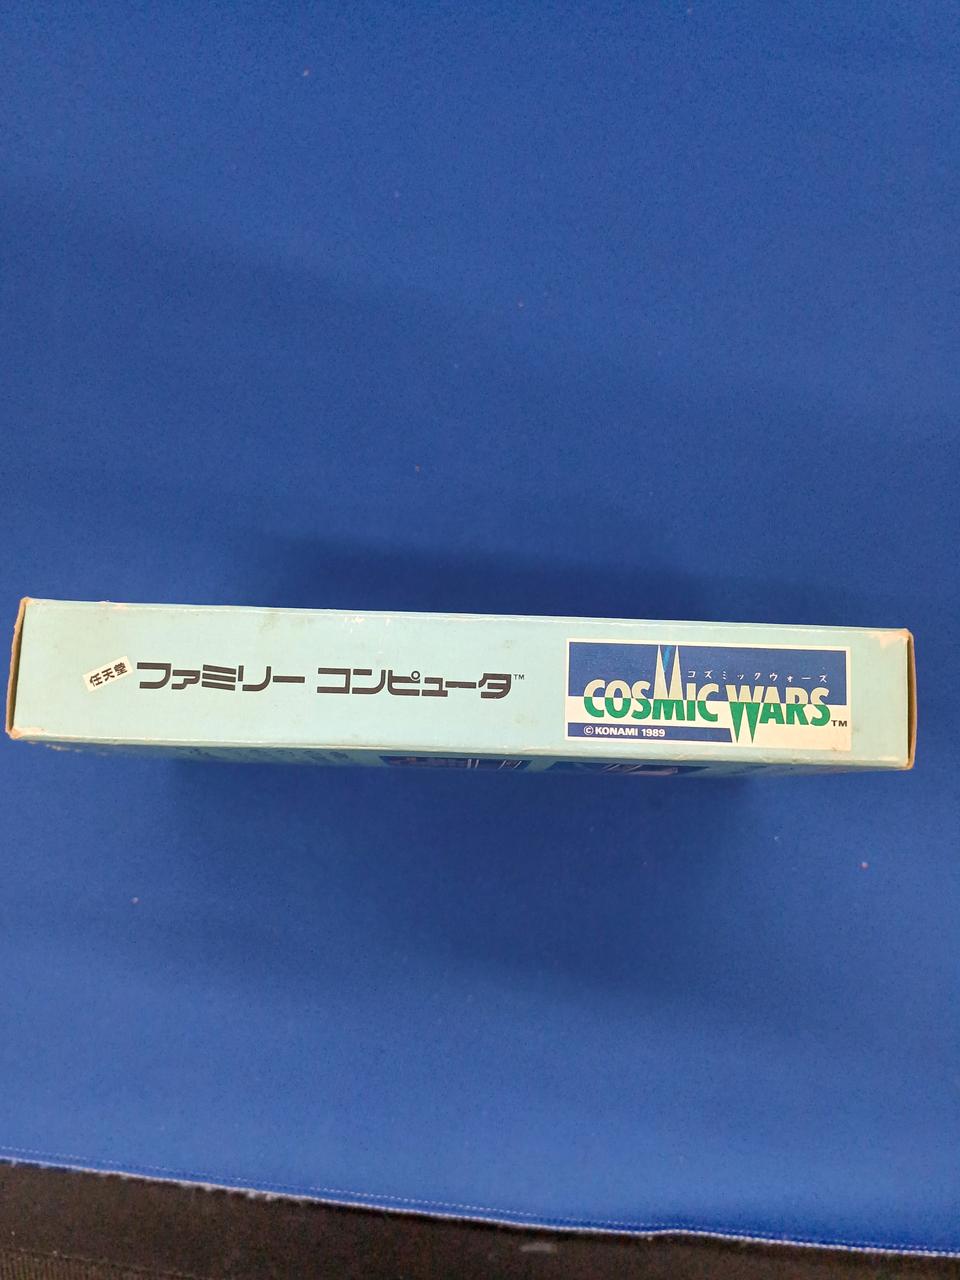 任天堂
ファミリー コンピュータ™
コズミックウォーズ
COSMIC WARS™
© KONAMI 1989